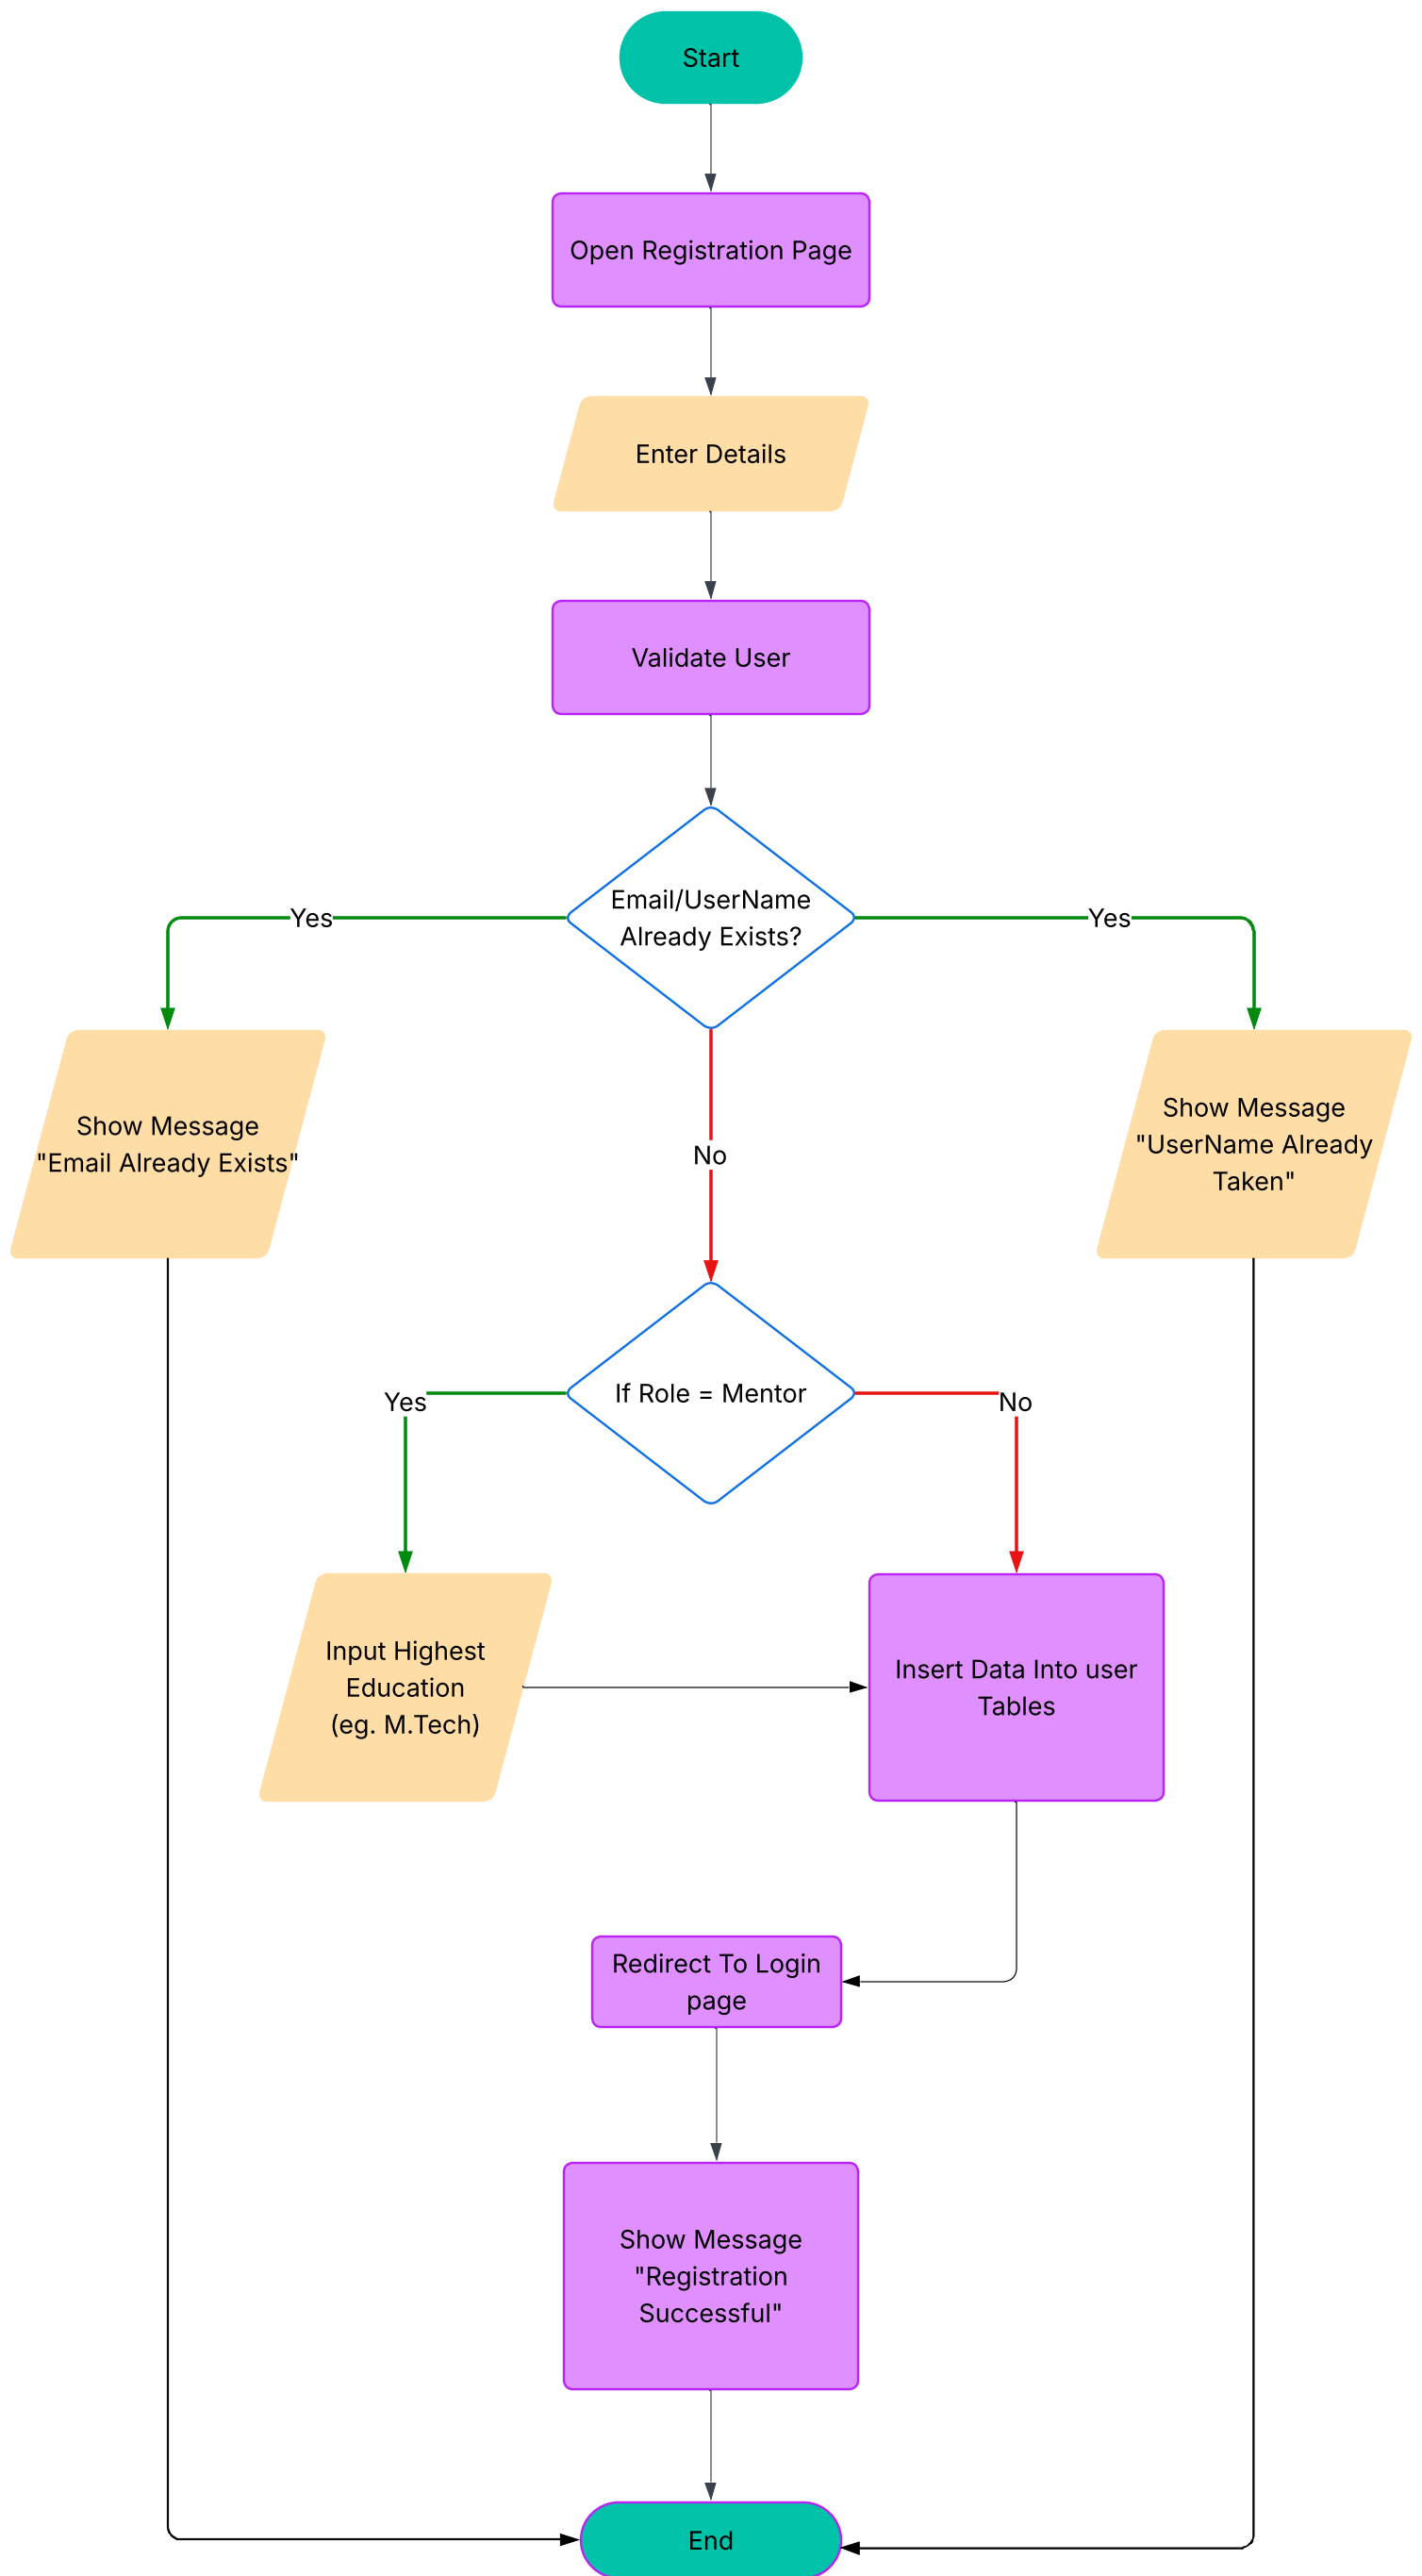 Start
Open Registration Page
Enter Details
Validate User
Email/UserName
Already Exists?
Yes
Yes
Show Message
"Email Already Exists"
No
Show Message
"UserName Already
Taken"
If Role = Mentor
Yes
No
Input Highest
Education
(eg. M.Tech)
Insert Data Into user
Tables
Redirect To Login
page
Show Message
"Registration
Successful"
End